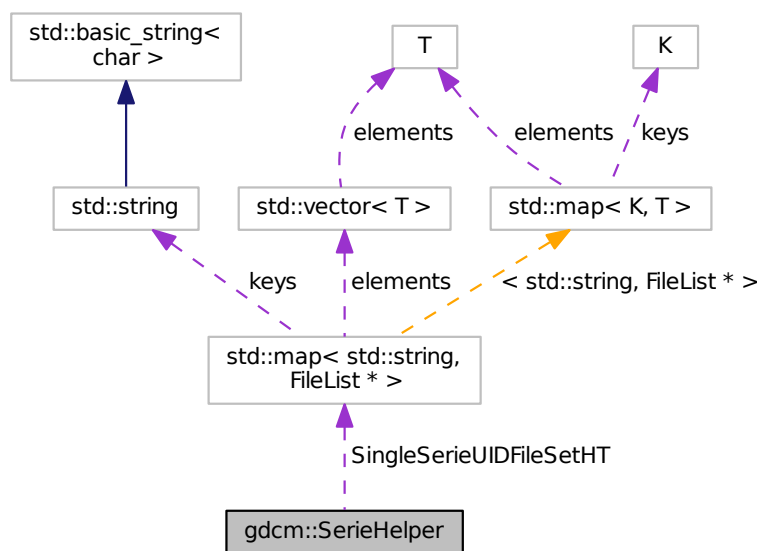 std::basic_string<
char >
T
K
elements
elements
keys
std::string
std::vector< T >
std::map< K, T >
keys
elements
< std::string, FileList * >
std::map< std::string,
FileList * >
SingleSerieUIDFileSetHT
gdcm::SerieHelper